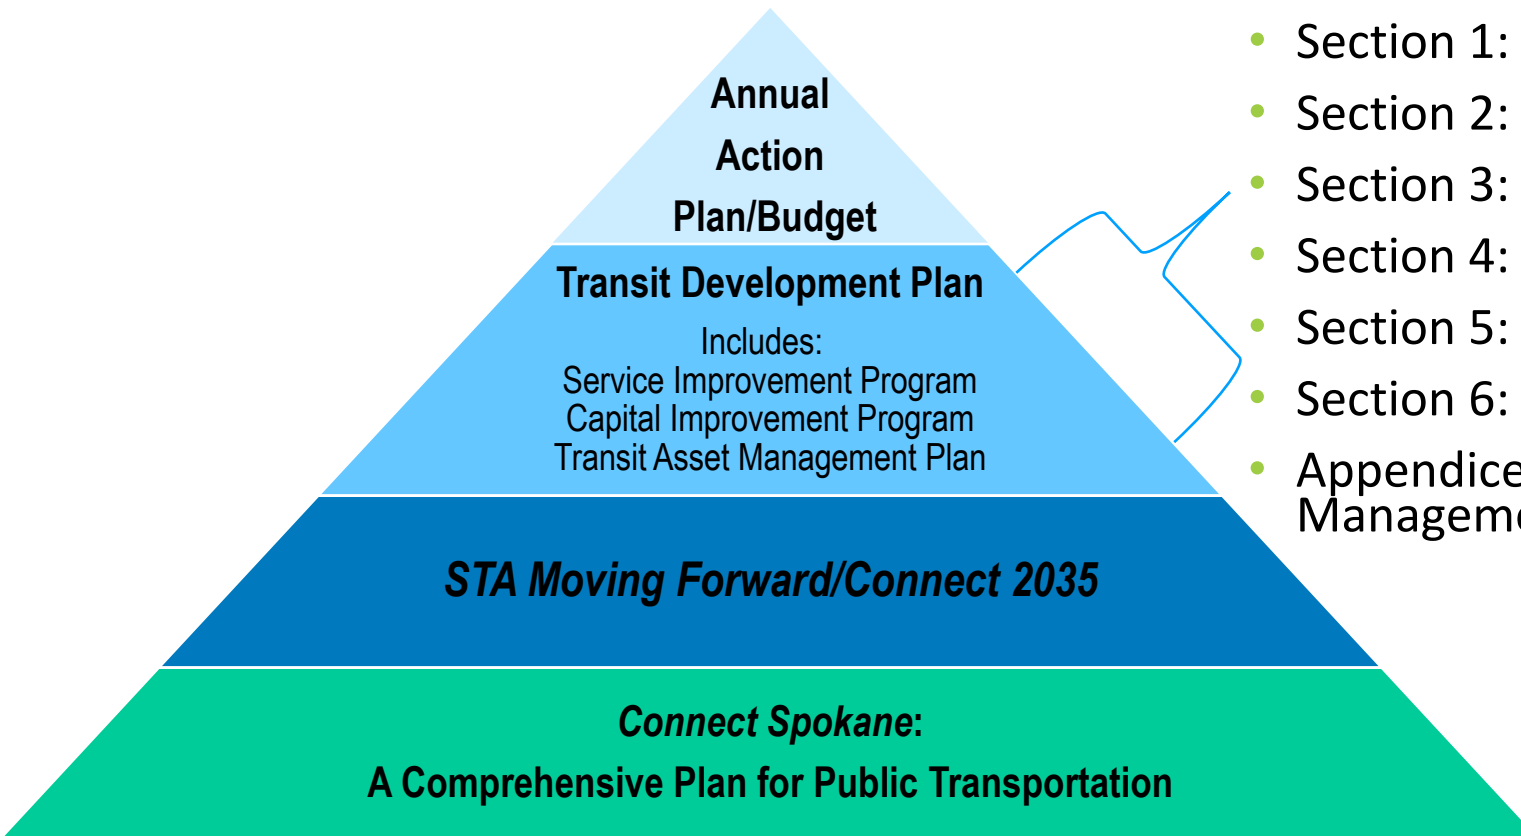 Annual
Action
Plan/Budget
Transit Development Plan
Includes:
Service Improvement Program
Capital Improvement Program
Transit Asset Management Plan
STA Moving Forward/Connect 2035
Connect Spokane:
A Comprehensive Plan for Public Transportation
• Section 1:
• Section 2:
• Section 3:
• Section 4:
• Section 5:
• Section 6:
• Appendice
Manageme